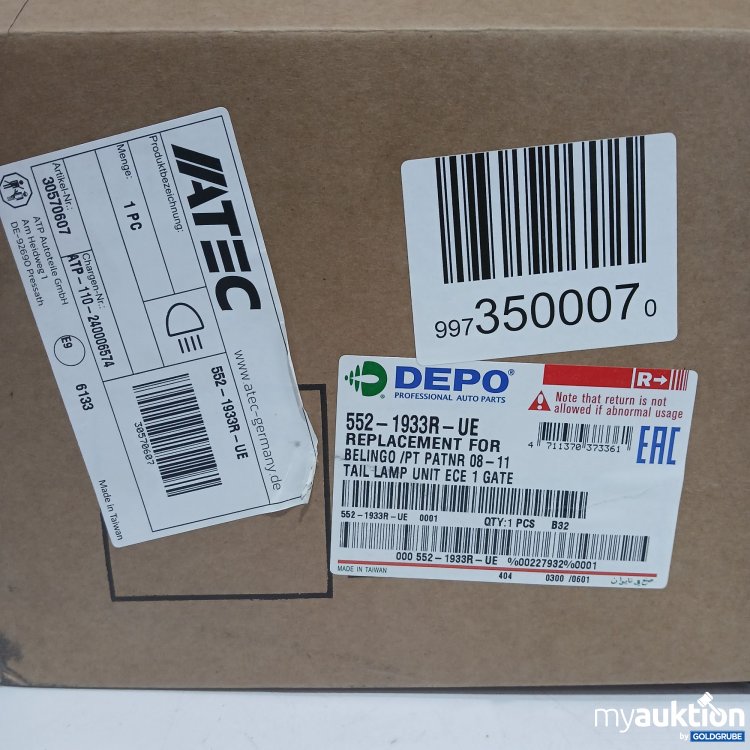 ATEC
Produktbezeichnung:
Menge:
1 PC
Artikel-Nr.:
30570607
Chargen-Nr.:
ATP-110-240006574
ATP Autoteile GmbH
Am Heidweg 1
DE-92690 Pressath
E9
6133
552-1933R-UE
30570607
www.atec-germany.de
Made in Taiwan
9973500070
DEPO®
PROFESSIONAL AUTO PARTS
R
Note that return is not
allowed if abnormal usage
552-1933R-UE
REPLACEMENT FOR
BELINGO /PT PATNR 08-11
TAIL LAMP UNIT ECE 1 GATE
4 711370 373361
EAC
552-1933R-UE 0001 QTY:1 PCS B32
000 552-1933R-UE %00227932%0001
MADE IN TAIWAN 404 0300 /0601
myauktion
by GOLDGRUBE